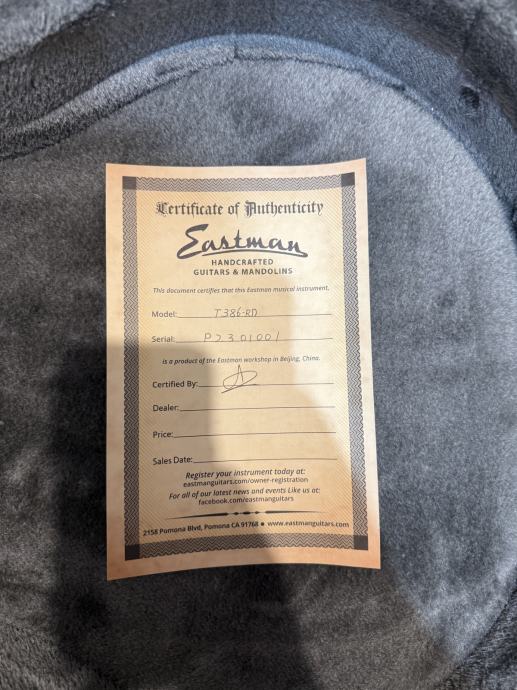 Certificate of Authenticity
Eastman
HANDCRAFTED
GUITARS & MANDOLINS
This document certifies that this Eastman musical instrument,
Model: T386-RD
Serial: P2301001
is a product of the Eastman workshop in Beijing, China.
Certified By:
Dealer:
Price:
Sales Date:
Register your instrument today at:
eastmanguitars.com/owner-registration
For all of our latest news and events Like us at:
facebook.com/eastmanguitars
2158 Pomona Blvd, Pomona CA 91768 • www.eastmanguitars.com